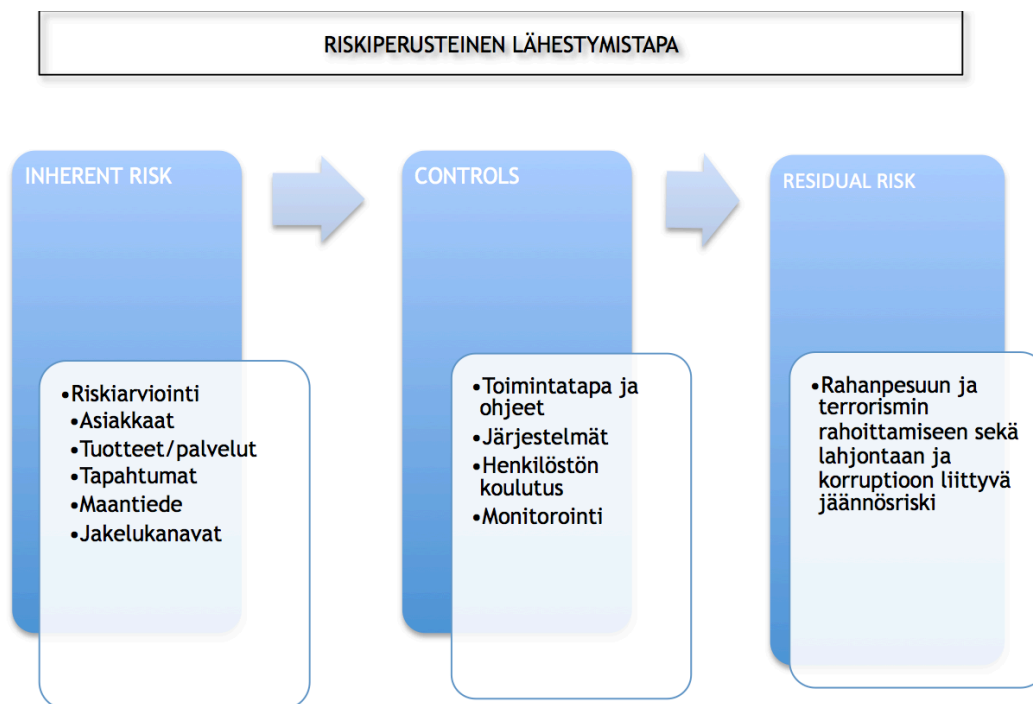 RISKIPERUSTEINEN LÄHESTYMISTAPA
INHERENT RISK
•Riskiarviointi
•Asiakkaat
•Tuotteet/palvelut
•Tapahtumat
•Maantiede
•Jakelukanavat
CONTROLS
•Toimintatapa ja
ohjeet
•Järjestelmät
•Henkilöstön
koulutus
•Monitorointi
RESIDUAL RISK
•Rahanpesuun ja
terrorismin
rahoittamiseen sekä
lahjontaan ja
korruptioon liittyvä
jäännösriski